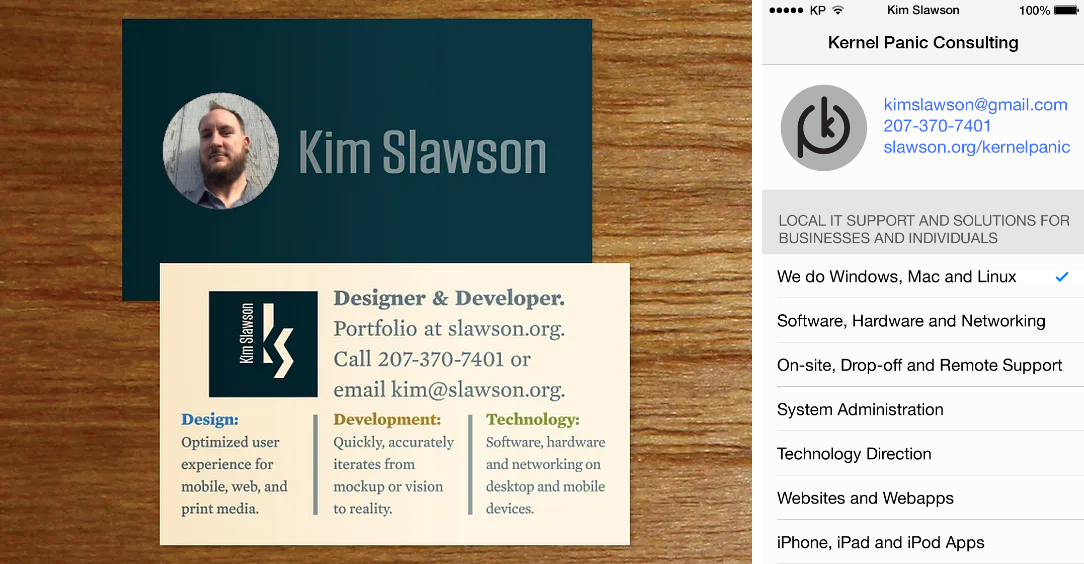 Kim Slawson
Kim Slawson
ks
Designer & Developer.
Portfolio at slawson.org.
Call 207-370-7401 or
email kim@slawson.org.
Design:
Optimized user
experience for
mobile, web, and
print media.
Development:
Quickly, accurately
iterates from
mockup or vision
to reality.
Technology:
Software, hardware
and networking on
desktop and mobile
devices.
KP
Kim Slawson
100%
Kernel Panic Consulting
kp
kimslawson@gmail.com
207-370-7401
slawson.org/kernelpanic
LOCAL IT SUPPORT AND SOLUTIONS FOR
BUSINESSES AND INDIVIDUALS
We do Windows, Mac and Linux
Software, Hardware and Networking
On-site, Drop-off and Remote Support
System Administration
Technology Direction
Websites and Webapps
iPhone, iPad and iPod Apps